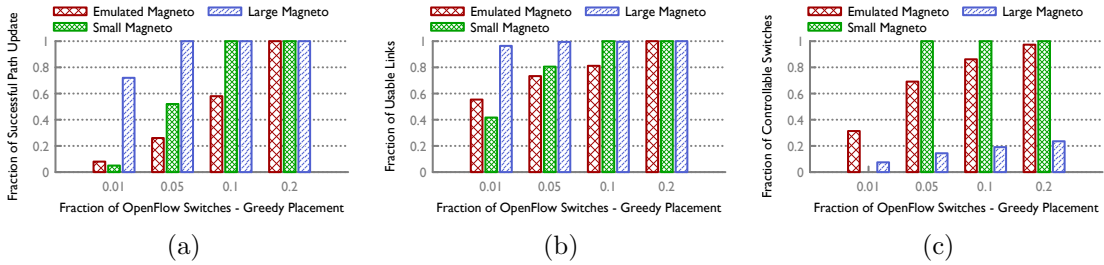 Emulated Magneto
Large Magneto
Small Magneto
Fraction of Successful Path Update
1
0.8
0.6
0.4
0.2
0
0.01
0.05
0.1
0.2
Fraction of OpenFlow Switches - Greedy Placement
(a)
Emulated Magneto
Large Magneto
Small Magneto
Fraction of Usable Links
1
0.8
0.6
0.4
0.2
0
0.01
0.05
0.1
0.2
Fraction of OpenFlow Switches - Greedy Placement
(b)
Emulated Magneto
Large Magneto
Small Magneto
Fraction of Controllable Switches
1
0.8
0.6
0.4
0.2
0
0.01
0.05
0.1
0.2
Fraction of OpenFlow Switches - Greedy Placement
(c)